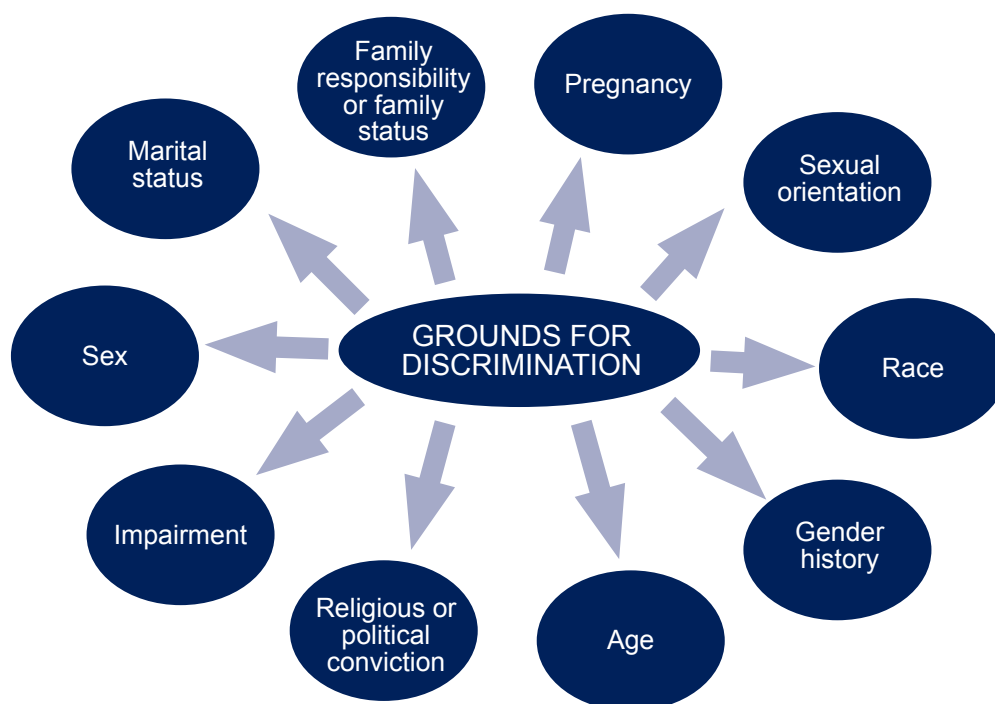 Family
responsibility
or family
status
Pregnancy
Marital
status
Sexual
orientation
Sex
GROUNDS FOR
DISCRIMINATION
Race
Impairment
Gender
history
Religious or
political
conviction
Age